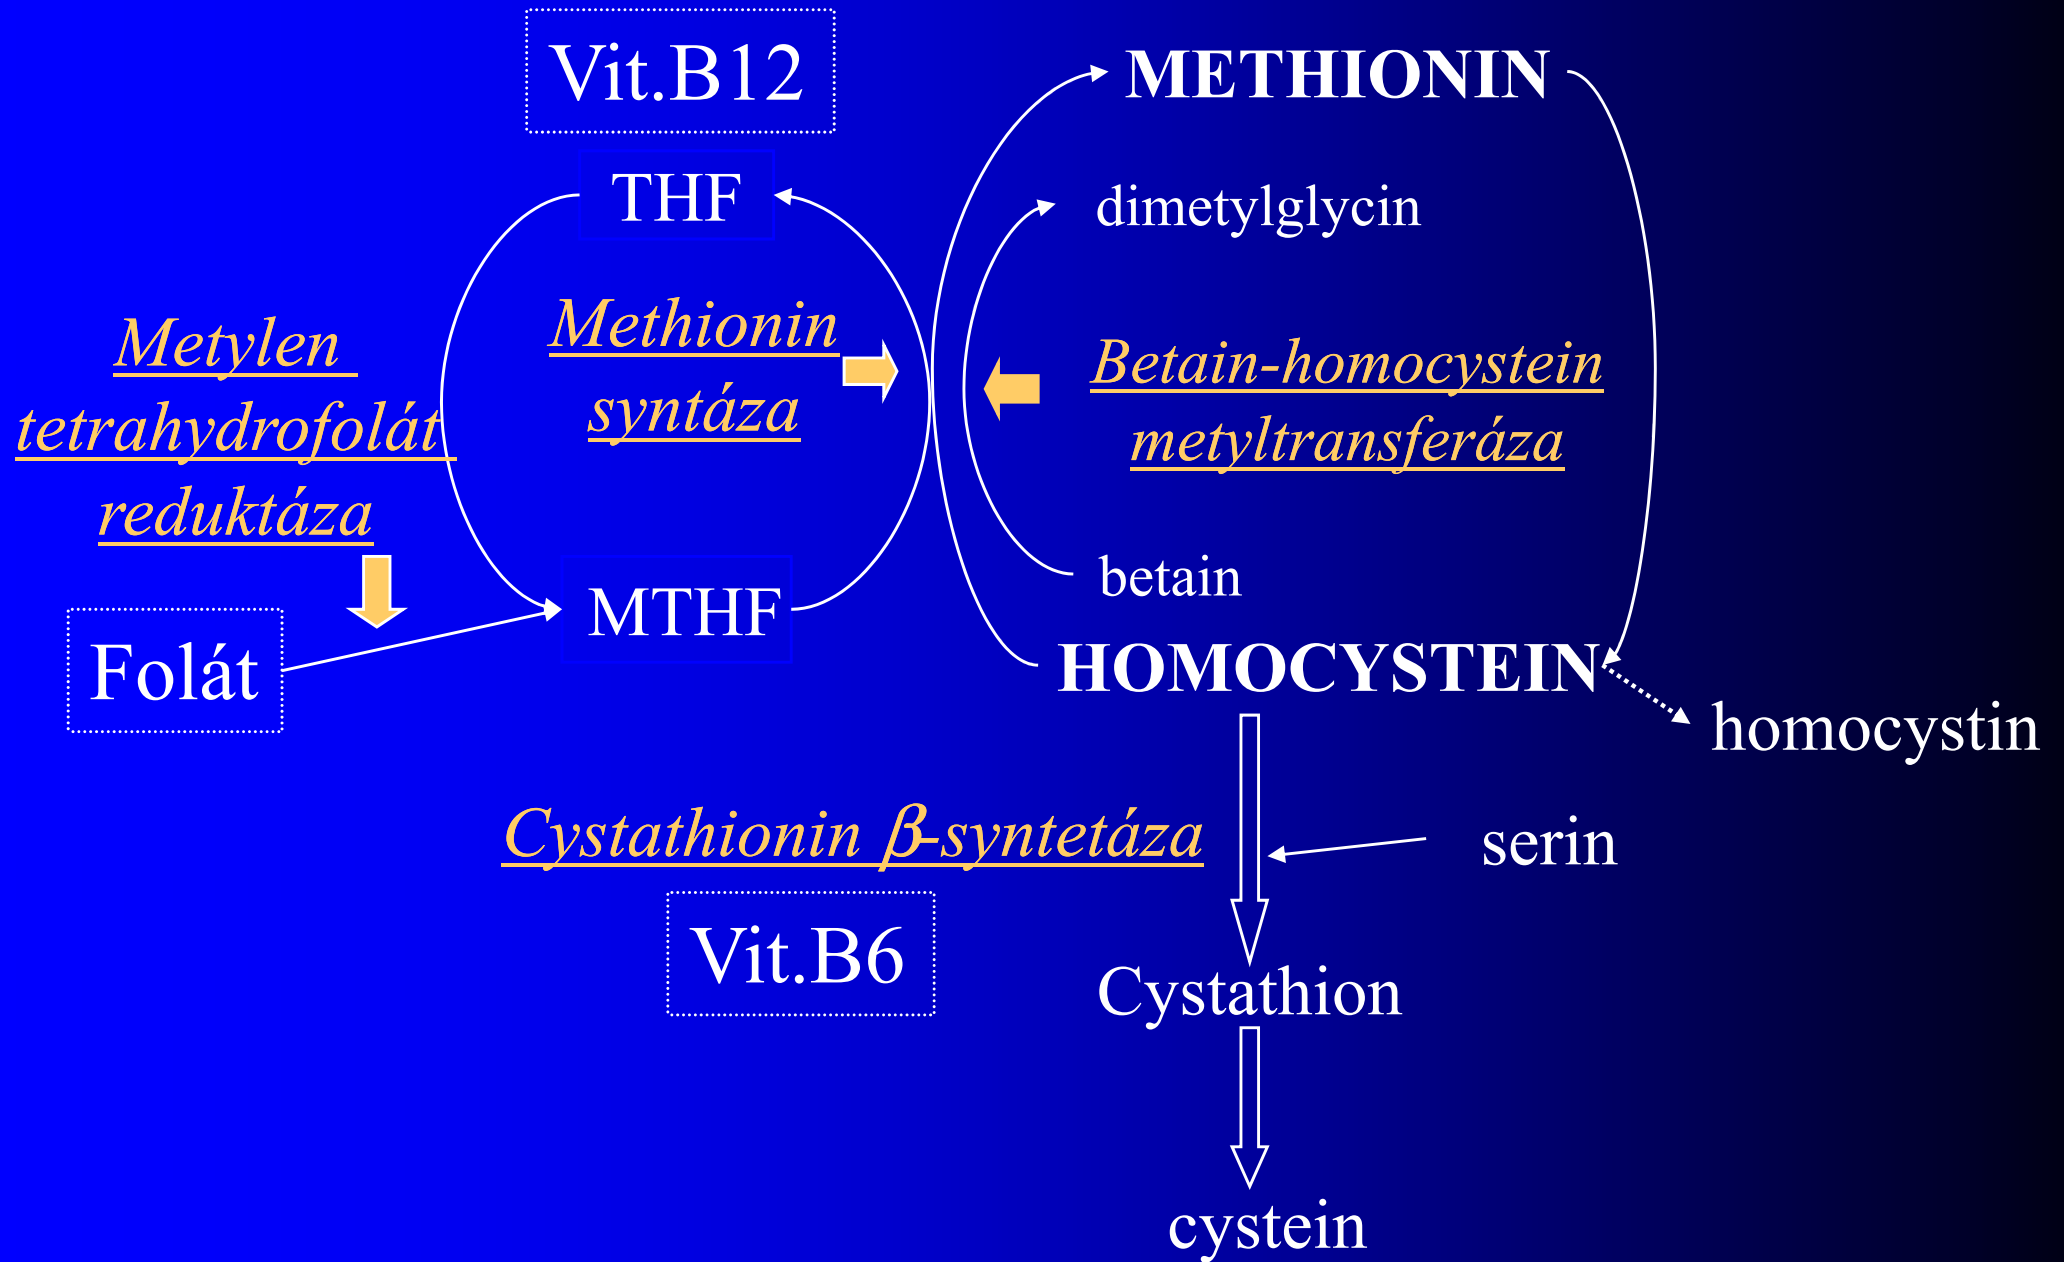 Vit.B12
METHIONIN
THF
dimetylglycin
Metylen
tetrahydrofolát
reduktáza
Methionin
syntáza
Betain-homocystein
metyltransferáza
betain
MTHF
Folát
HOMOCYSTEIN
homocystin
Cystathionin β-syntetáza
serin
Vit.B6
Cystathion
cystein